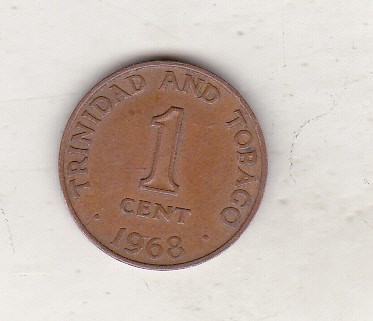 TRINIDAD AND TOBAGO
1
CENT
· 1968 ·